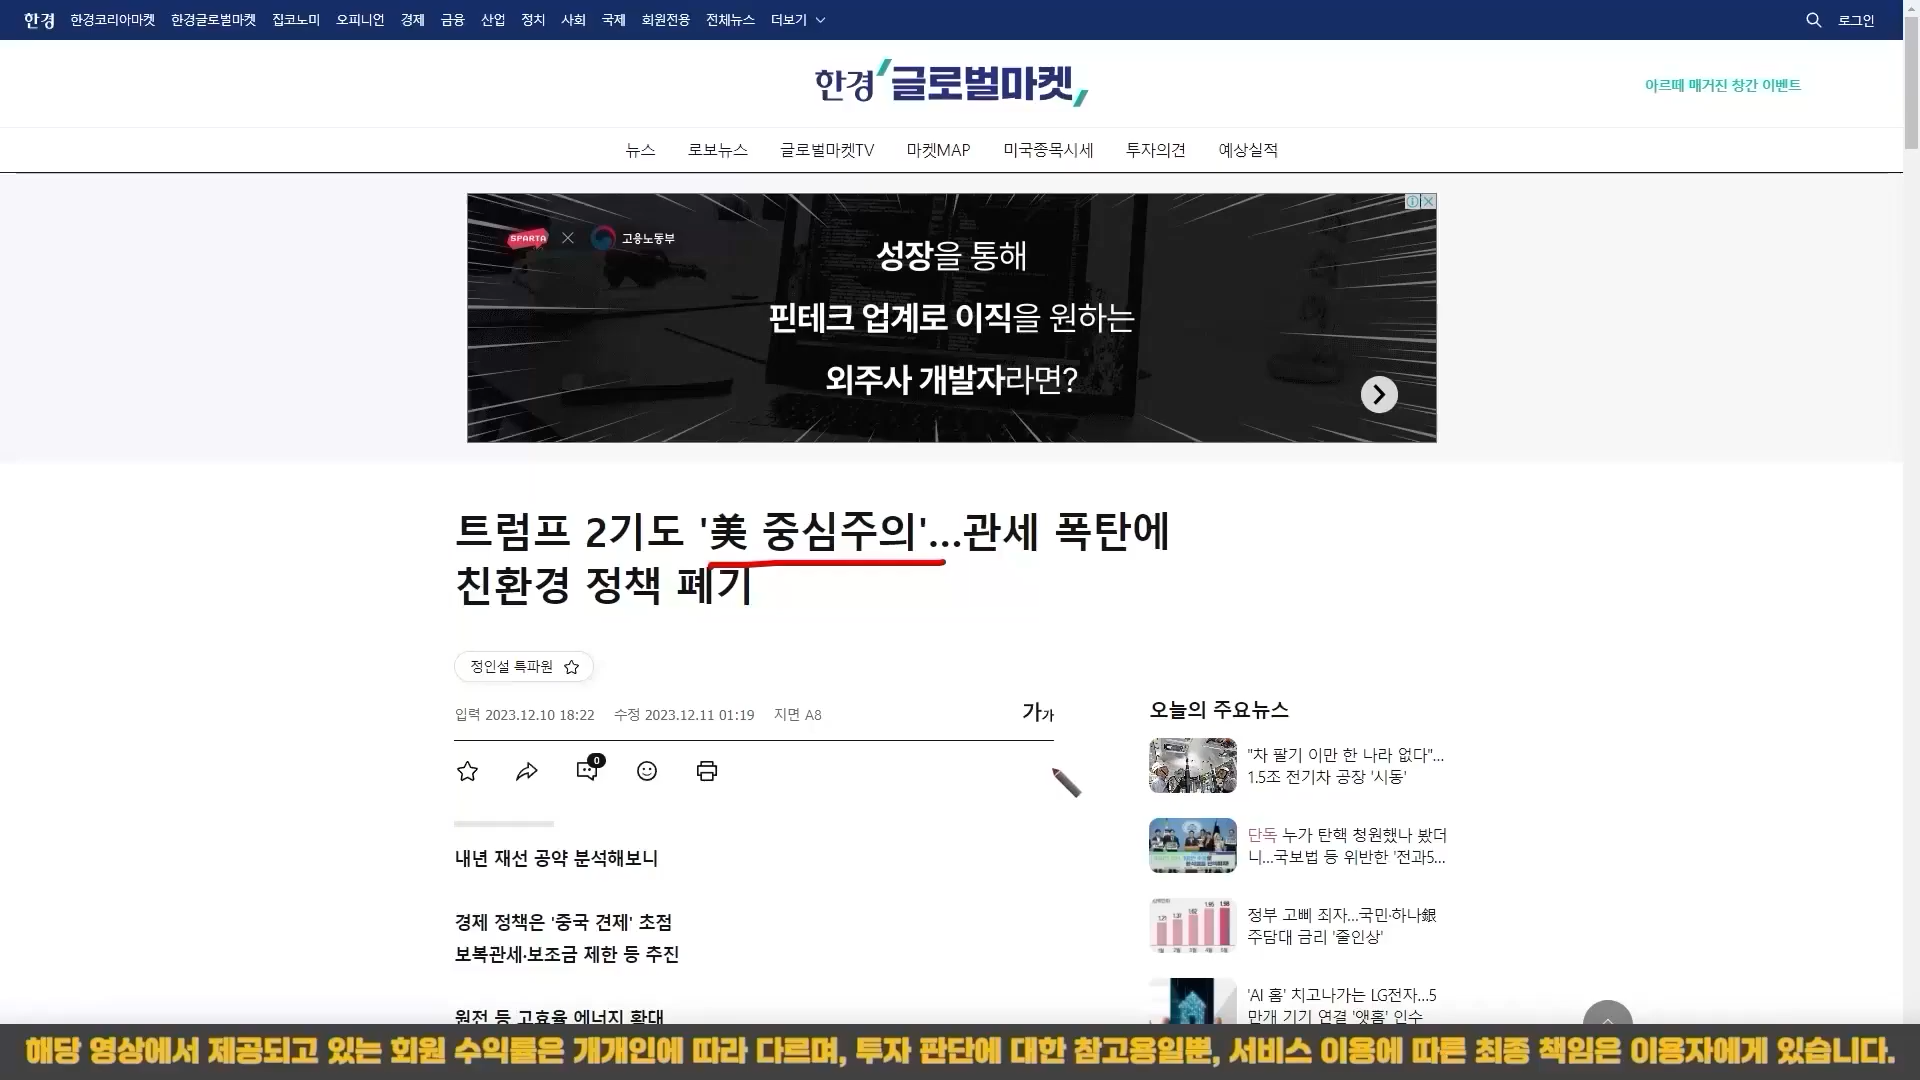 한경 한경코리아마켓 한경글로벌마켓 집코노미 오피니언 경제 금융 산업 정치 사회 국제 회원전용 전체뉴스 더보기 로그인
한경 글로벌마켓
아르떼 매거진 창간 이벤트
뉴스 로보뉴스 글로벌마켓TV 마켓MAP 미국종목시세 투자의견 예상실적
SPARTA × 고용노동부
성장을 통해
핀테크 업계로 이직을 원하는
외주사 개발자라면?
트럼프 2기도 '美 중심주의'...관세 폭탄에
친환경 정책 폐기
정인설 특파원
입력 2023.12.10 18:22 수정 2023.12.11 01:19 지면 A8
가가
0
내년 재선 공약 분석해보니
경제 정책은 '중국 견제' 초점
보복관세·보조금 제한 등 추진
원전 등 고효율 에너지 확대
오늘의 주요뉴스
"차 팔기 이만 한 나라 없다"...
1.5조 전기차 공장 '시동'
단독 누가 탄핵 청원했나 봤더
니...국보법 등 위반한 '전과5...
정부 고삐 죄자...국민·하나銀
주담대 금리 '줄인상'
'AI 홈' 치고나가는 LG전자...5
만개 기기 연결 '앳홈' 인수
해당 영상에서 제공되고 있는 회원 수익률은 개개인에 따라 다르며, 투자 판단에 대한 참고용일뿐, 서비스 이용에 따른 최종 책임은 이용자에게 있습니다.